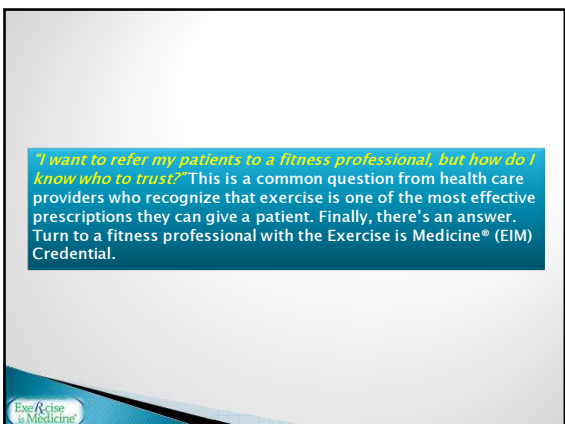 "I want to refer my patients to a fitness professional, but how do I
know who to trust?" This is a common question from health care
providers who recognize that exercise is one of the most effective
prescriptions they can give a patient. Finally, there's an answer.
Turn to a fitness professional with the Exercise is Medicine® (EIM)
Credential.
ExeRcise
is Medicine®